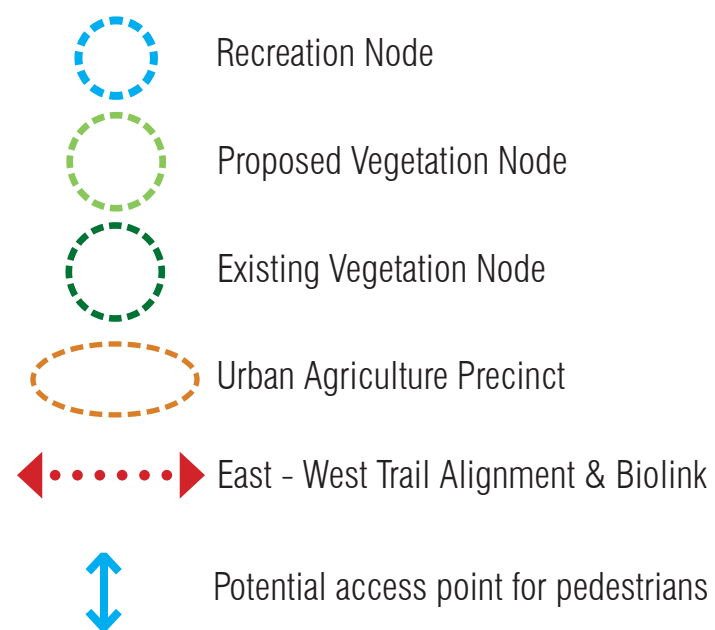 Recreation Node
Proposed Vegetation Node
Existing Vegetation Node
Urban Agriculture Precinct
East - West Trail Alignment & Biolink
Potential access point for pedestrians